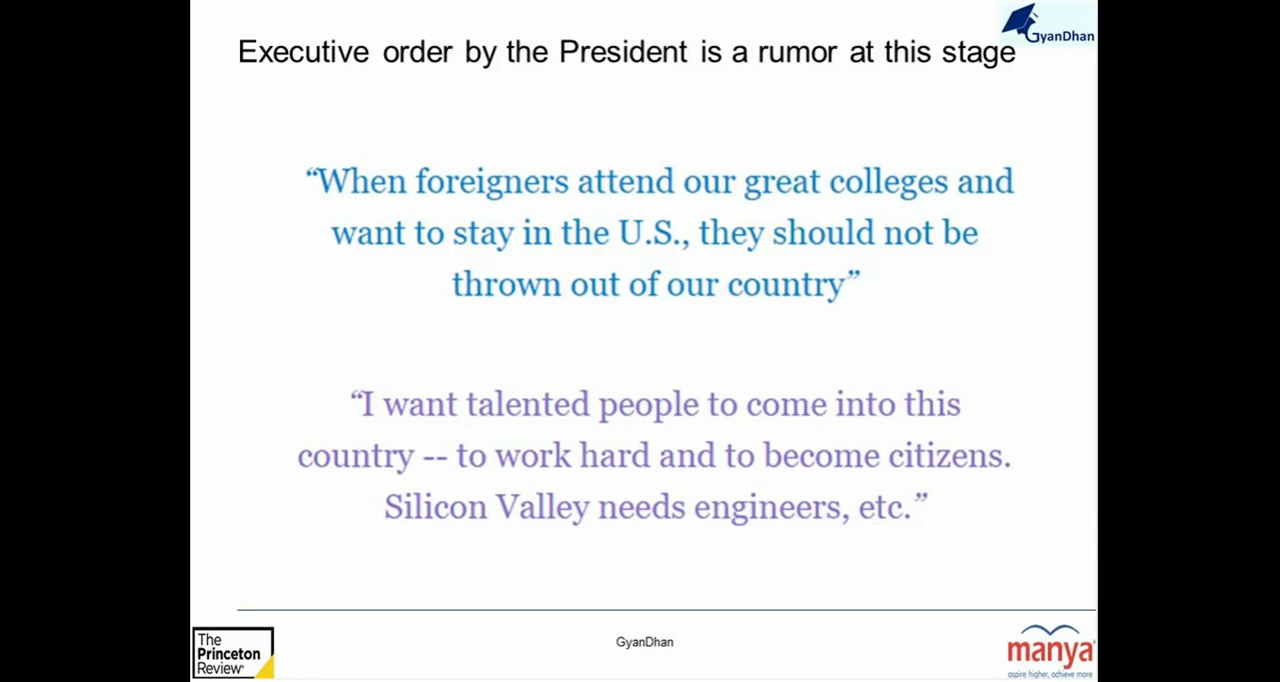 GyanDhan
Executive order by the President is a rumor at this stage
“When foreigners attend our great colleges and
want to stay in the U.S., they should not be
thrown out of our country”
“I want talented people to come into this
country -- to work hard and to become citizens.
Silicon Valley needs engineers, etc.”
The
Princeton
Review
GyanDhan
manya
aspire higher, achieve more